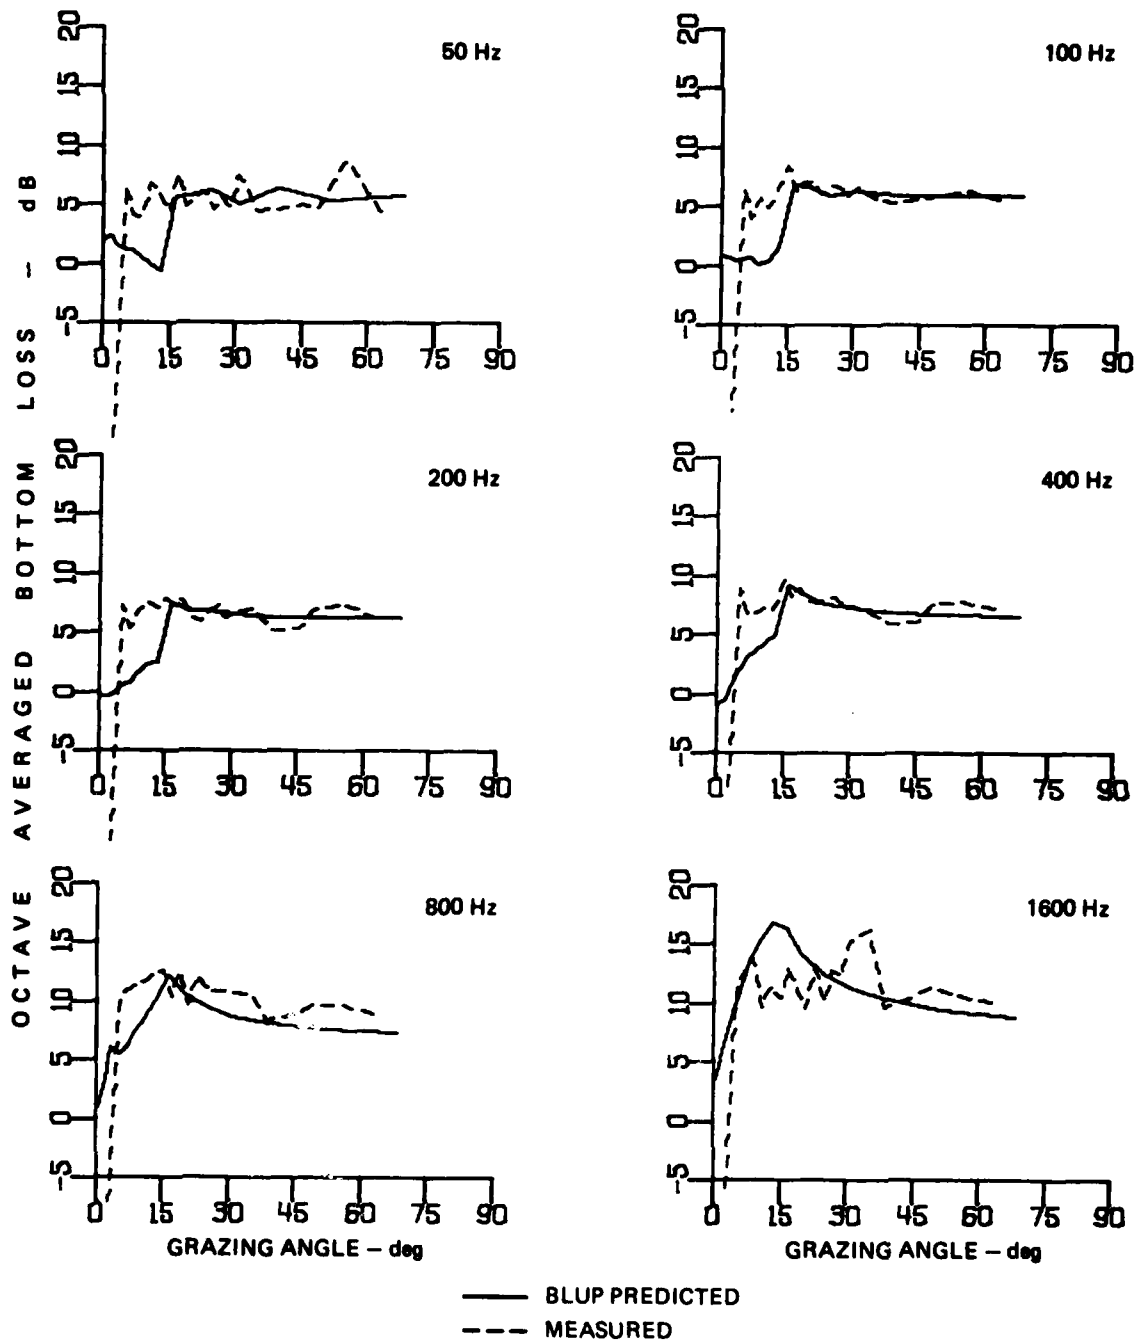 OCTAVE AVERAGED BOTTOM LOSS – dB
50 Hz
20
15
10
5
0
-5
0 15 30 45 60 75 90
100 Hz
20
15
10
5
0
-5
0 15 30 45 60 75 90
200 Hz
20
15
10
5
0
-5
0 15 30 45 60 75 90
400 Hz
20
15
10
5
0
-5
0 15 30 45 60 75 90
800 Hz
20
15
10
5
0
-5
0 15 30 45 60 75 90
GRAZING ANGLE – deg
1600 Hz
20
15
10
5
0
-5
0 15 30 45 60 75 90
GRAZING ANGLE – deg
BLUP PREDICTED
MEASURED